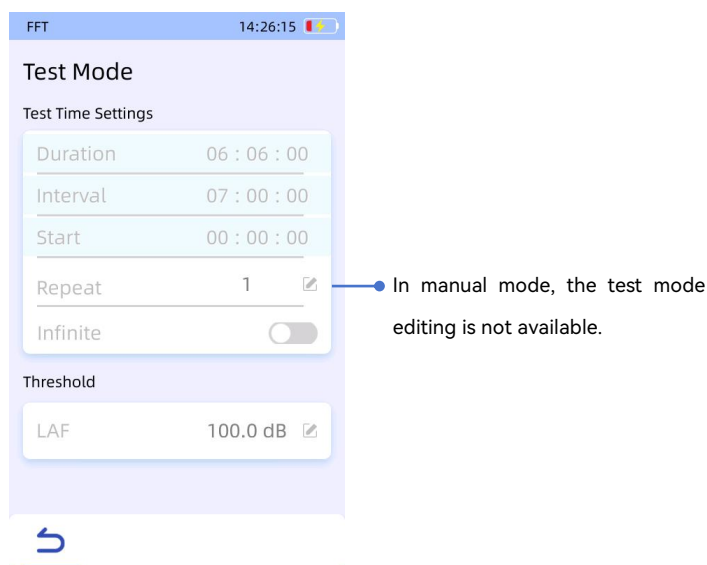 FFT 14:26:15
Test Mode
Test Time Settings
Duration 06 : 06 : 00
Interval 07 : 00 : 00
Start 00 : 00 : 00
Repeat 1
In manual mode, the test mode
editing is not available.
Infinite
Threshold
LAF 100.0 dB